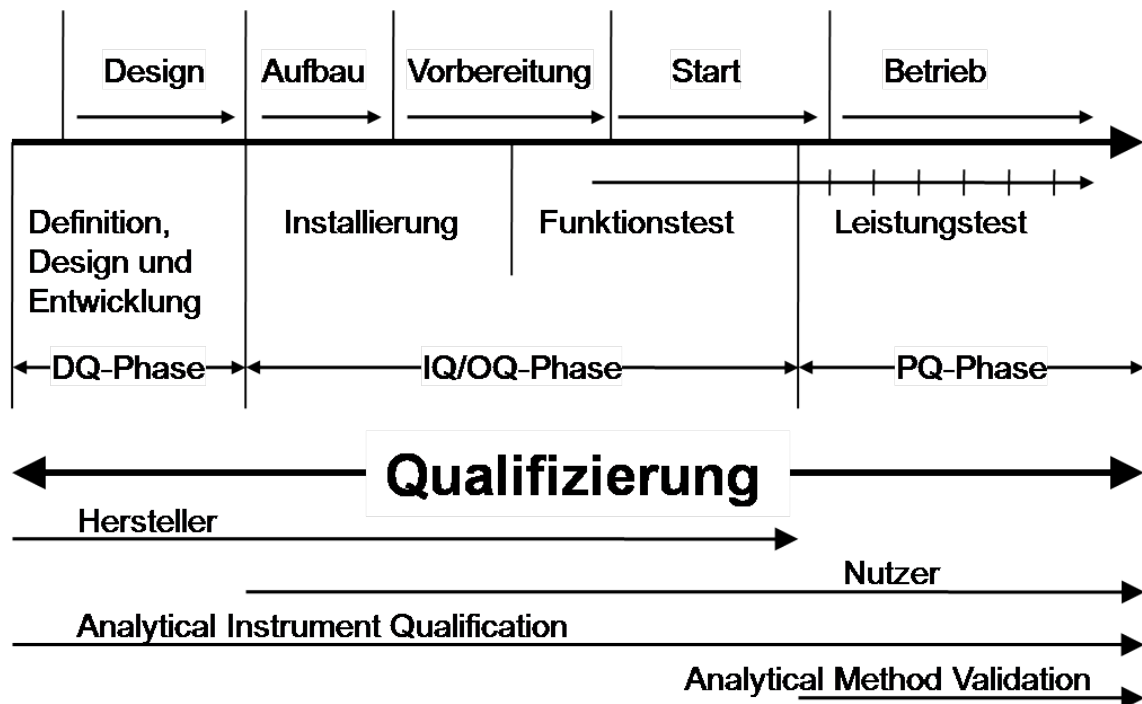 Design
Aufbau
Vorbereitung
Start
Betrieb
Definition,
Design und
Entwicklung
Installierung
Funktionstest
Leistungstest
DQ-Phase
IQ/OQ-Phase
PQ-Phase
Qualifizierung
Hersteller
Nutzer
Analytical Instrument Qualification
Analytical Method Validation